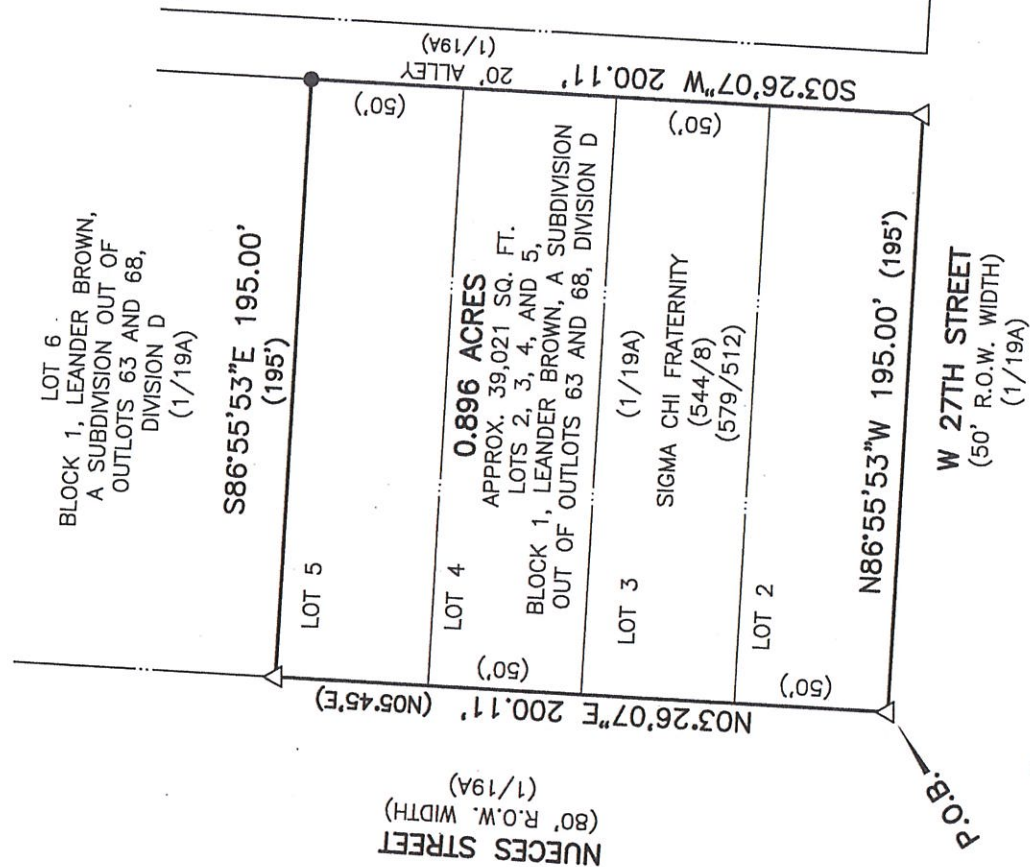 LOT 6
BLOCK 1, LEANDER BROWN,
A SUBDIVISION OUT OF
OUTLOTS 63 AND 68,
DIVISION D
(1/19A)
S86°55'53"E 195.00'
(195')
20' ALLEY
(1/19A)
S03°26'07"W 200.11'
(50')
(50')
LOT 5
LOT 4
0.896 ACRES
APPROX. 39,021 SQ. FT.
LOTS 2, 3, 4, AND 5,
BLOCK 1, LEANDER BROWN, A SUBDIVISION
OUT OF OUTLOTS 63 AND 68, DIVISION D
(1/19A)
LOT 3
SIGMA CHI FRATERNITY
(544/8)
(579/512)
LOT 2
(50')
(50')
N03°26'07"E 200.11' (N05°45'E)
NUECES STREET
(80' R.O.W. WIDTH)
(1/19A)
N86°55'53"W 195.00' (195')
W 27TH STREET
(50' R.O.W. WIDTH)
(1/19A)
P.O.B.